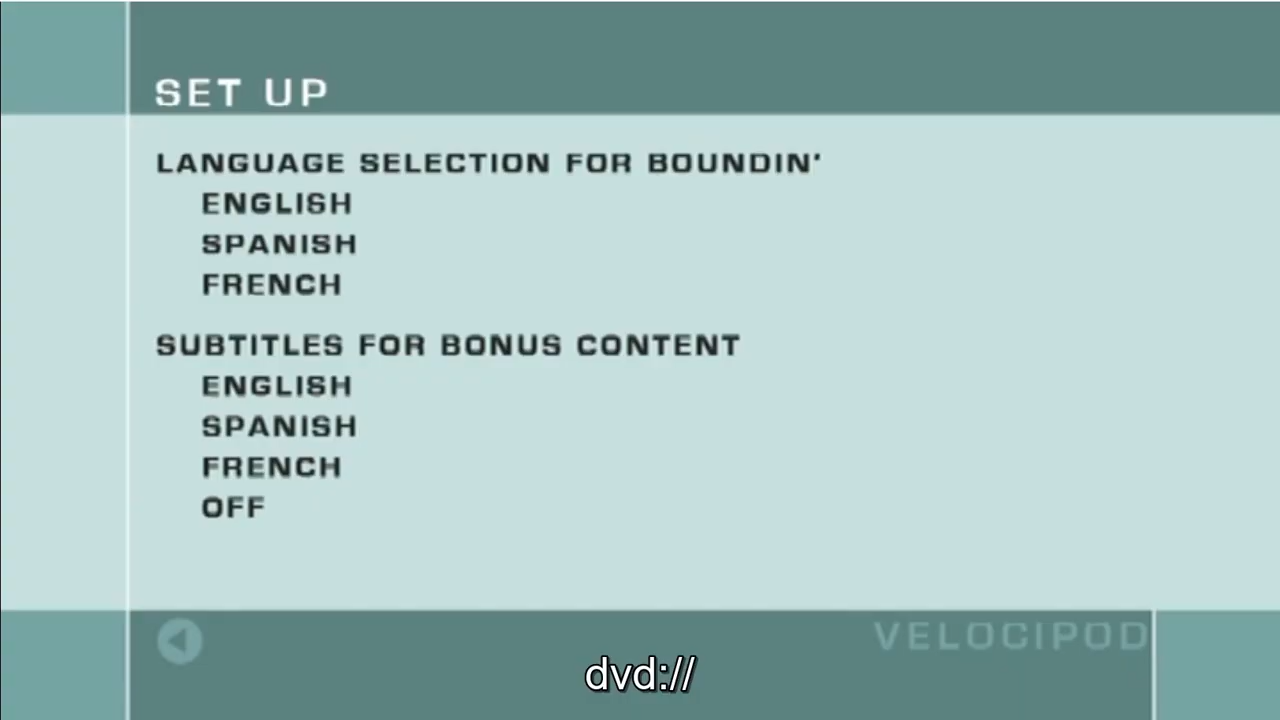 SET UP
LANGUAGE SELECTION FOR BOUNDIN'
ENGLISH
SPANISH
FRENCH
SUBTITLES FOR BONUS CONTENT
ENGLISH
SPANISH
FRENCH
OFF
VELOCIPOD
dvd://